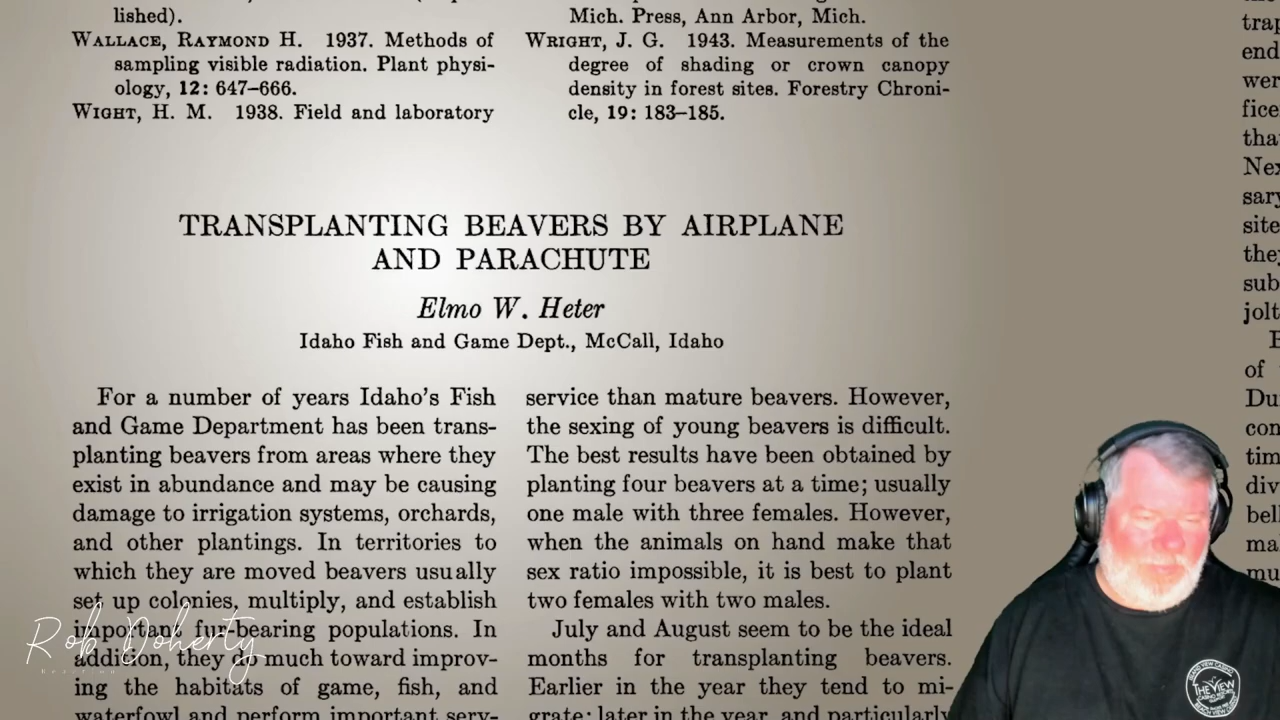 lished).
WALLACE, RAYMOND H. 1937. Methods of
sampling visible radiation. Plant physi-
ology, 12: 647–666.
WIGHT, H. M. 1938. Field and laboratory
Mich. Press, Ann Arbor, Mich.
WRIGHT, J. G. 1943. Measurements of the
degree of shading or crown canopy
density in forest sites. Forestry Chroni-
cle, 19: 183–185.
TRANSPLANTING BEAVERS BY AIRPLANE
AND PARACHUTE
Elmo W. Heter
Idaho Fish and Game Dept., McCall, Idaho
For a number of years Idaho's Fish
and Game Department has been trans-
planting beavers from areas where they
exist in abundance and may be causing
damage to irrigation systems, orchards,
and other plantings. In territories to
which they are moved beavers usually
set up colonies, multiply, and establish
important fur-bearing populations. In
addition, they do much toward improv-
ing the habitats of game, fish, and
waterfowl and perform important serv-
service than mature beavers. However,
the sexing of young beavers is difficult.
The best results have been obtained by
planting four beavers at a time; usually
one male with three females. However,
when the animals on hand make that
sex ratio impossible, it is best to plant
two females with two males.
July and August seem to be the ideal
months for transplanting beavers.
Earlier in the year they tend to mi-
grate; later in the year, and particularly
Rob Doherty
THE VIEW